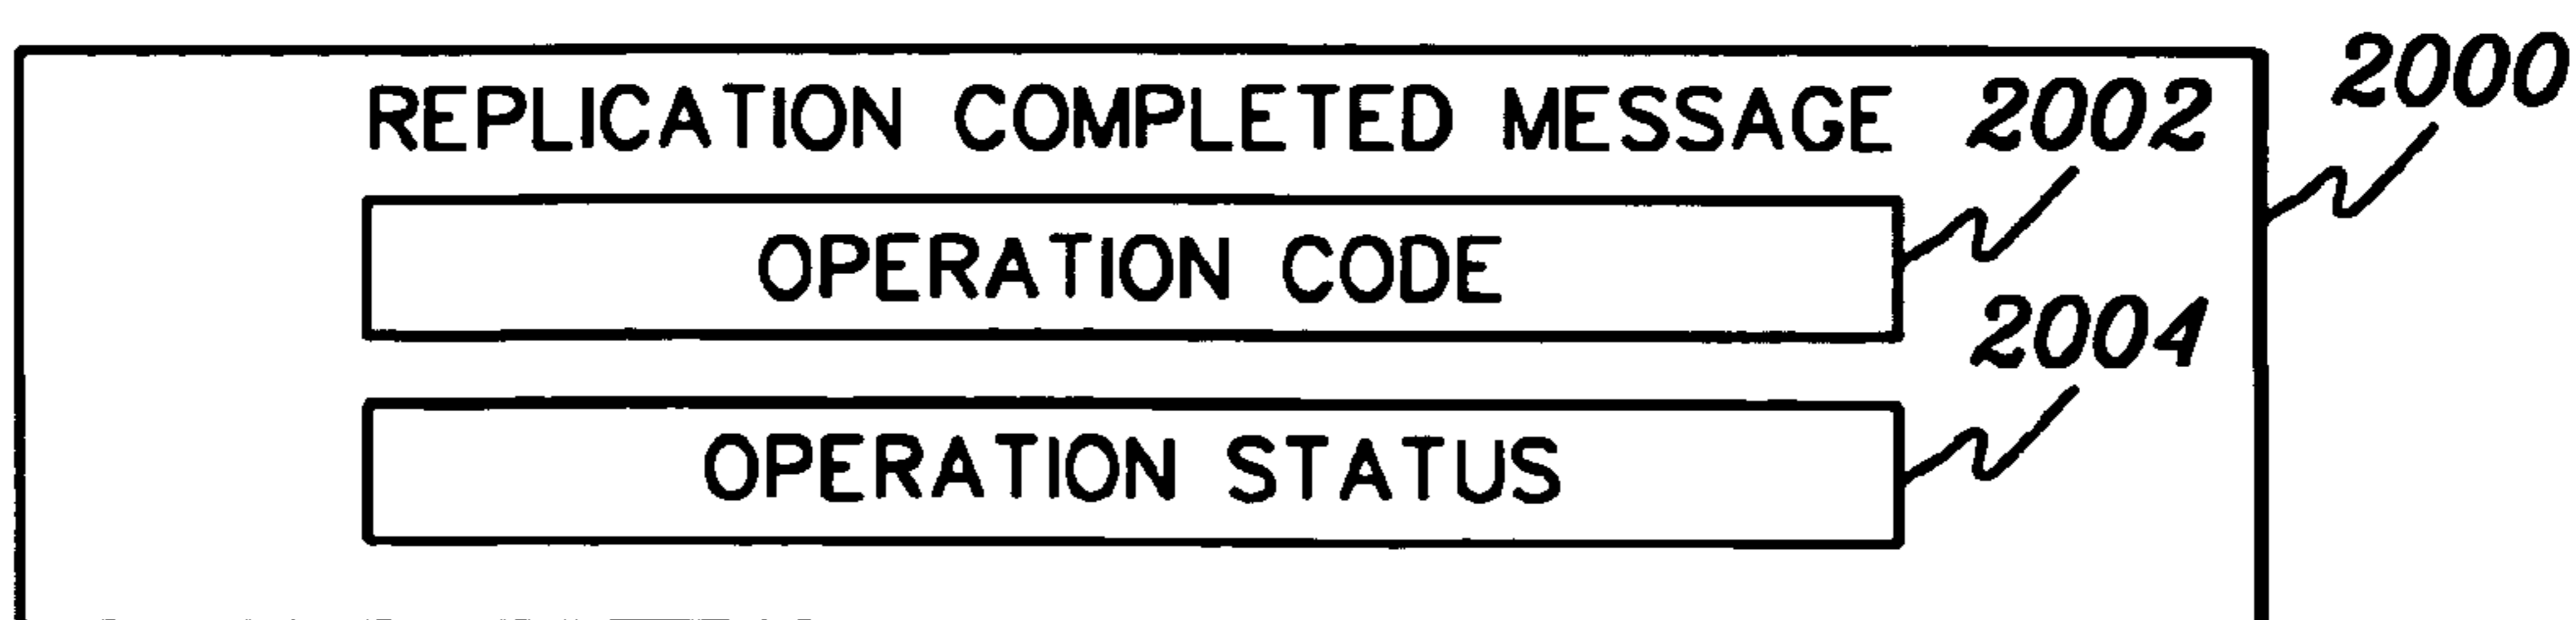 2000
REPLICATION COMPLETED MESSAGE 2002
OPERATION CODE
2004
OPERATION STATUS